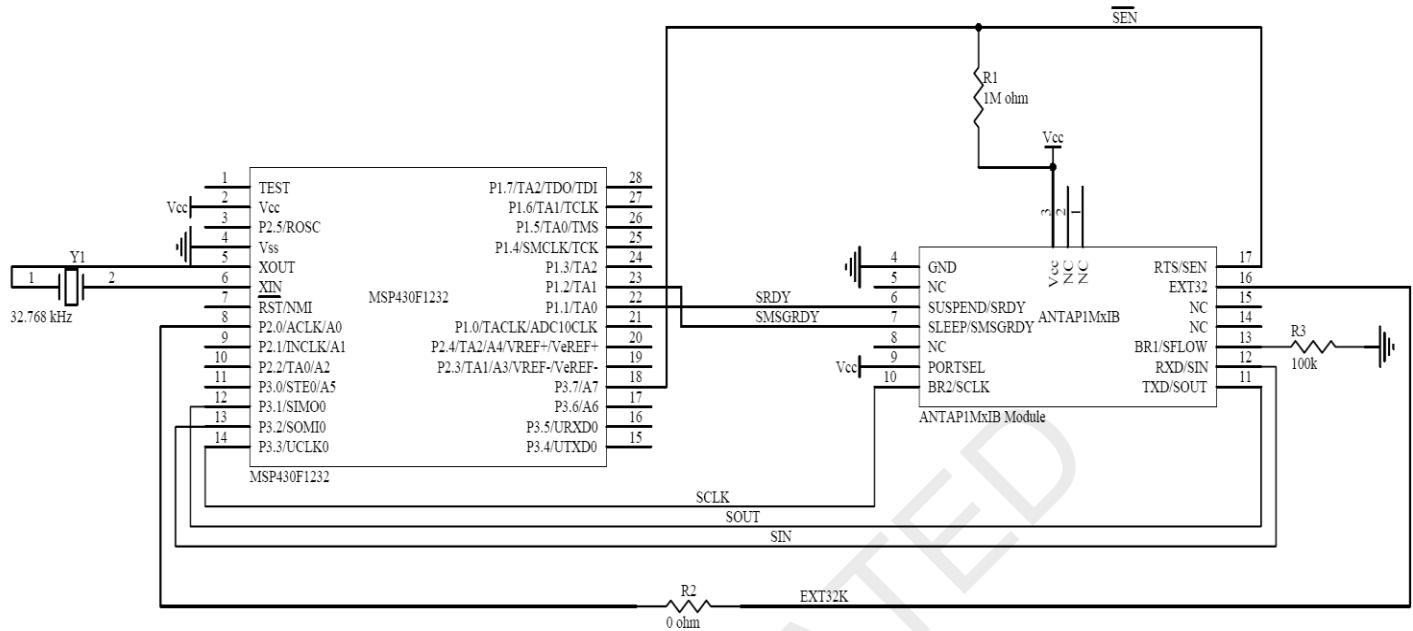 SEN
R1
1M ohm
Vcc
3
2
1
Vcc
NC
NC
1
TEST
2
Vcc
Vcc
3
P2.5/ROSC
4
Vss
5
XOUT
6
XIN
7
RST/NMI
8
P2.0/ACLK/A0
9
P2.1/INCLK/A1
10
P2.2/TA0/A2
11
P3.0/STE0/A5
12
P3.1/SIMO0
13
P3.2/SOMI0
14
P3.3/UCLK0
MSP430F1232
P1.7/TA2/TDO/TDI
28
P1.6/TA1/TCLK
27
P1.5/TA0/TMS
26
P1.4/SMCLK/TCK
25
P1.3/TA2
24
P1.2/TA1
23
P1.1/TA0
22
P1.0/TACLK/ADC10CLK
21
P2.4/TA2/A4/VREF+/VeREF+
20
P2.3/TA1/A3/VREF-/VeREF-
19
P3.7/A7
18
P3.6/A6
17
P3.5/URXD0
16
P3.4/UTXD0
15
MSP430F1232
Y1
1
2
32.768 kHz
SRDY
SMSGRDY
4
GND
5
NC
6
SUSPEND/SRDY
7
SLEEP/SMSGRDY
8
NC
Vcc
9
PORTSEL
10
BR2/SCLK
ANTAP1MxIB
RTS/SEN
17
EXT32
16
NC
15
NC
14
BR1/SFLOW
13
RXD/SIN
12
TXD/SOUT
11
ANTAP1MxIB Module
R3
100k
SCLK
SOUT
SIN
R2
0 ohm
EXT32K
ATED